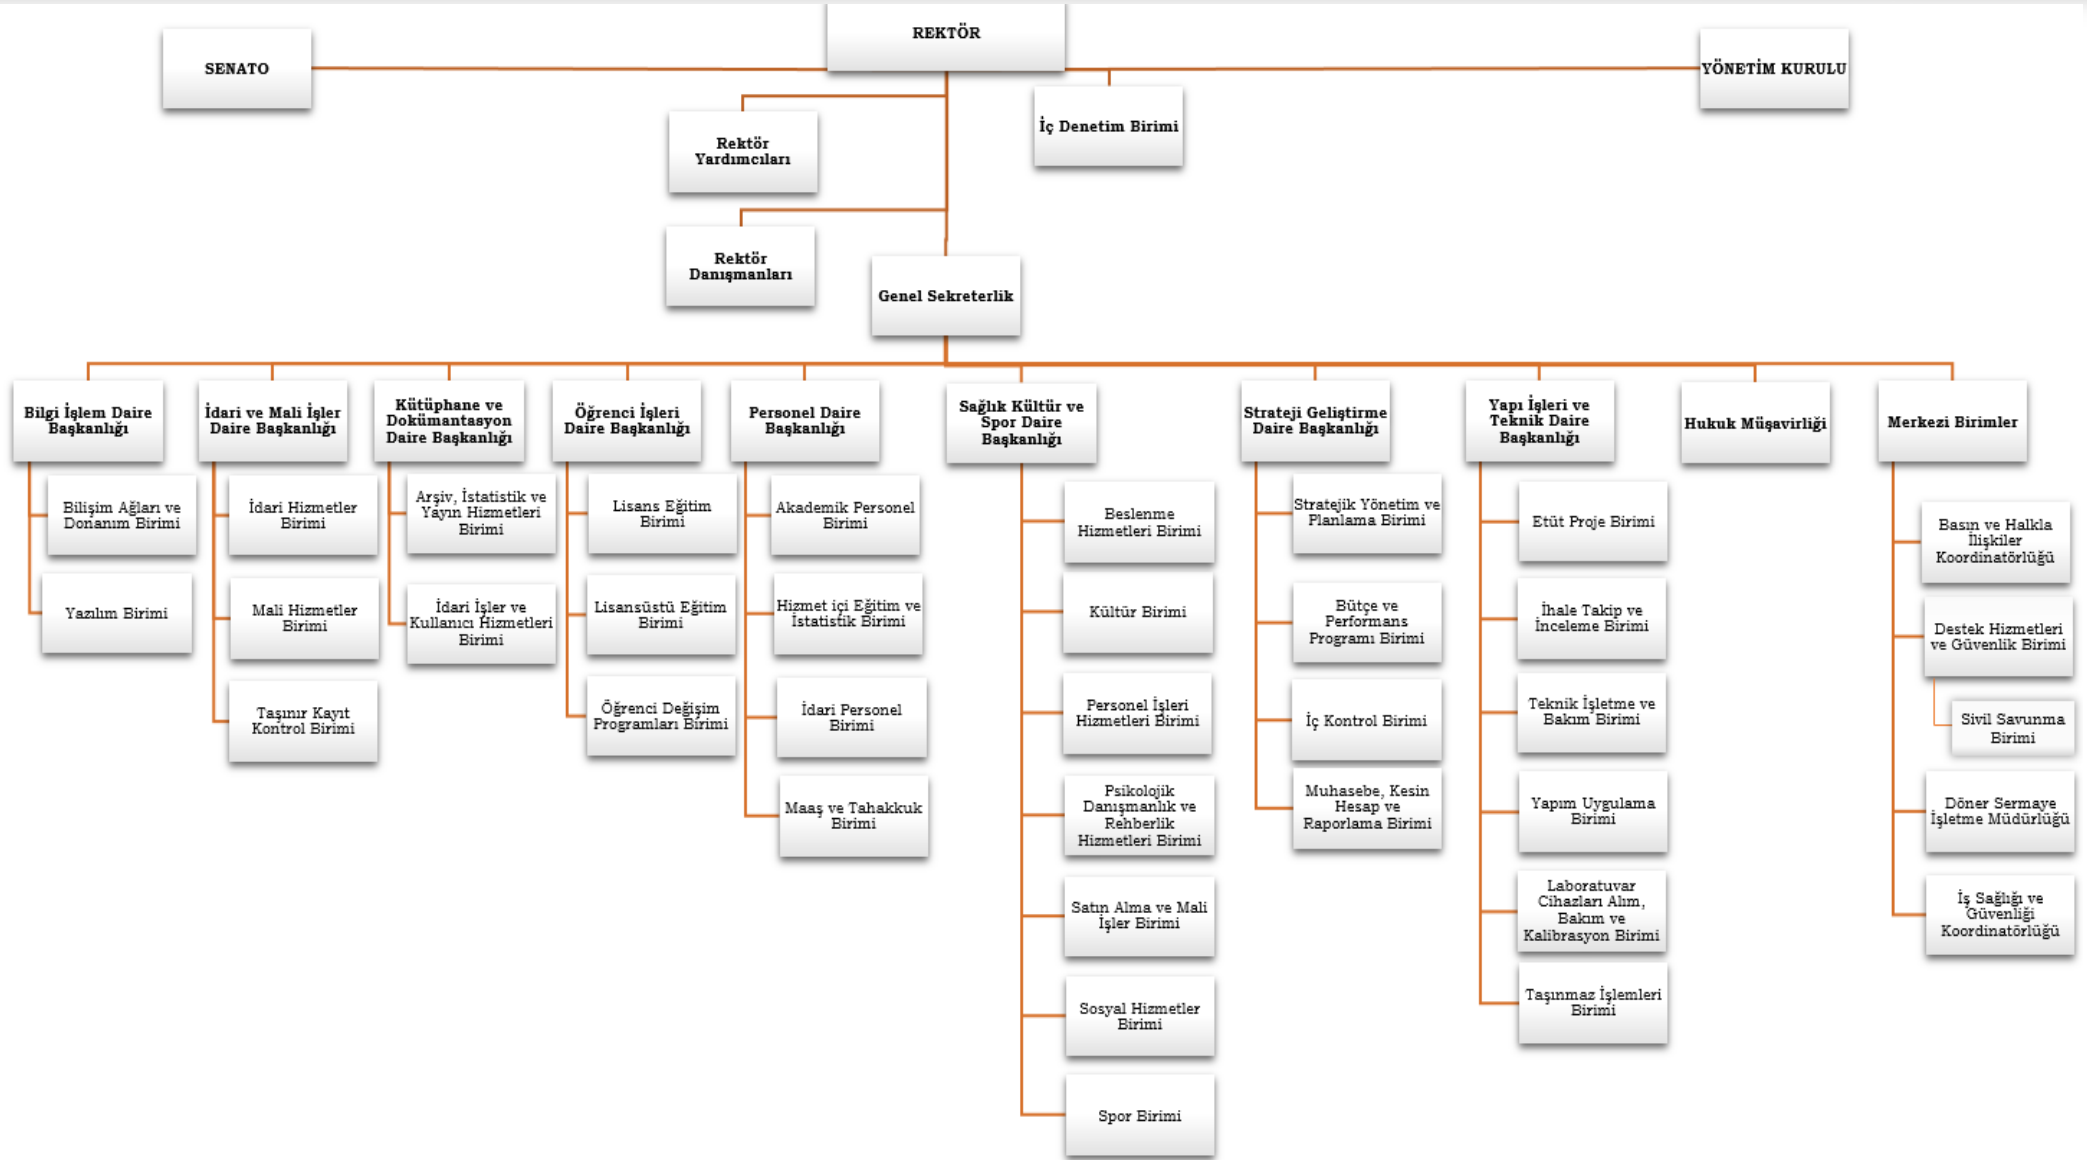 REKTÖR
SENATO
YÖNETİM KURULU
İç Denetim Birimi
Rektör
Yardımcıları
Rektör
Danışmanları
Genel Sekreterlik
Bilgi İşlem Daire
Başkanlığı
İdari ve Mali İşler
Daire Başkanlığı
Kütüphane ve
Dokümantasyon
Daire Başkanlığı
Öğrenci İşleri
Daire Başkanlığı
Personel Daire
Başkanlığı
Sağlık Kültür ve
Spor Daire
Başkanlığı
Strateji Geliştirme
Daire Başkanlığı
Yapı İşleri ve
Teknik Daire
Başkanlığı
Hukuk Müşavirliği
Merkezi Birimler
Bilişim Ağları ve
Donanım Birimi
Yazılım Birimi
İdari Hizmetler
Birimi
Mali Hizmetler
Birimi
Taşınır Kayıt
Kontrol Birimi
Arşiv, İstatistik ve
Yayın Hizmetleri
Birimi
İdari İşler ve
Kullanıcı Hizmetleri
Birimi
Lisans Eğitim
Birimi
Lisansüstü Eğitim
Birimi
Öğrenci Değişim
Programları Birimi
Akademik Personel
Birimi
Hizmet içi Eğitim ve
İstatistik Birimi
İdari Personel
Birimi
Maaş ve Tahakkuk
Birimi
Beslenme
Hizmetleri Birimi
Kültür Birimi
Personel İşleri
Hizmetleri Birimi
Psikolojik
Danışmanlık ve
Rehberlik
Hizmetleri Birimi
Satın Alma ve Mali
İşler Birimi
Sosyal Hizmetler
Birimi
Spor Birimi
Stratejik Yönetim ve
Planlama Birimi
Bütçe ve
Performans
Programı Birimi
İç Kontrol Birimi
Muhasebe, Kesin
Hesap ve
Raporlama Birimi
Etüt Proje Birimi
İhale Takip ve
İnceleme Birimi
Teknik İşletme ve
Bakım Birimi
Yapım Uygulama
Birimi
Laboratuvar
Cihazları Alım,
Bakım ve
Kalibrasyon Birimi
Taşınmaz İşlemleri
Birimi
Basın ve Halkla
İlişkiler
Koordinatörlüğü
Destek Hizmetleri
ve Güvenlik Birimi
Sivil Savunma
Birimi
Döner Sermaye
İşletme Müdürlüğü
İş Sağlığı ve
Güvenliği
Koordinatörlüğü